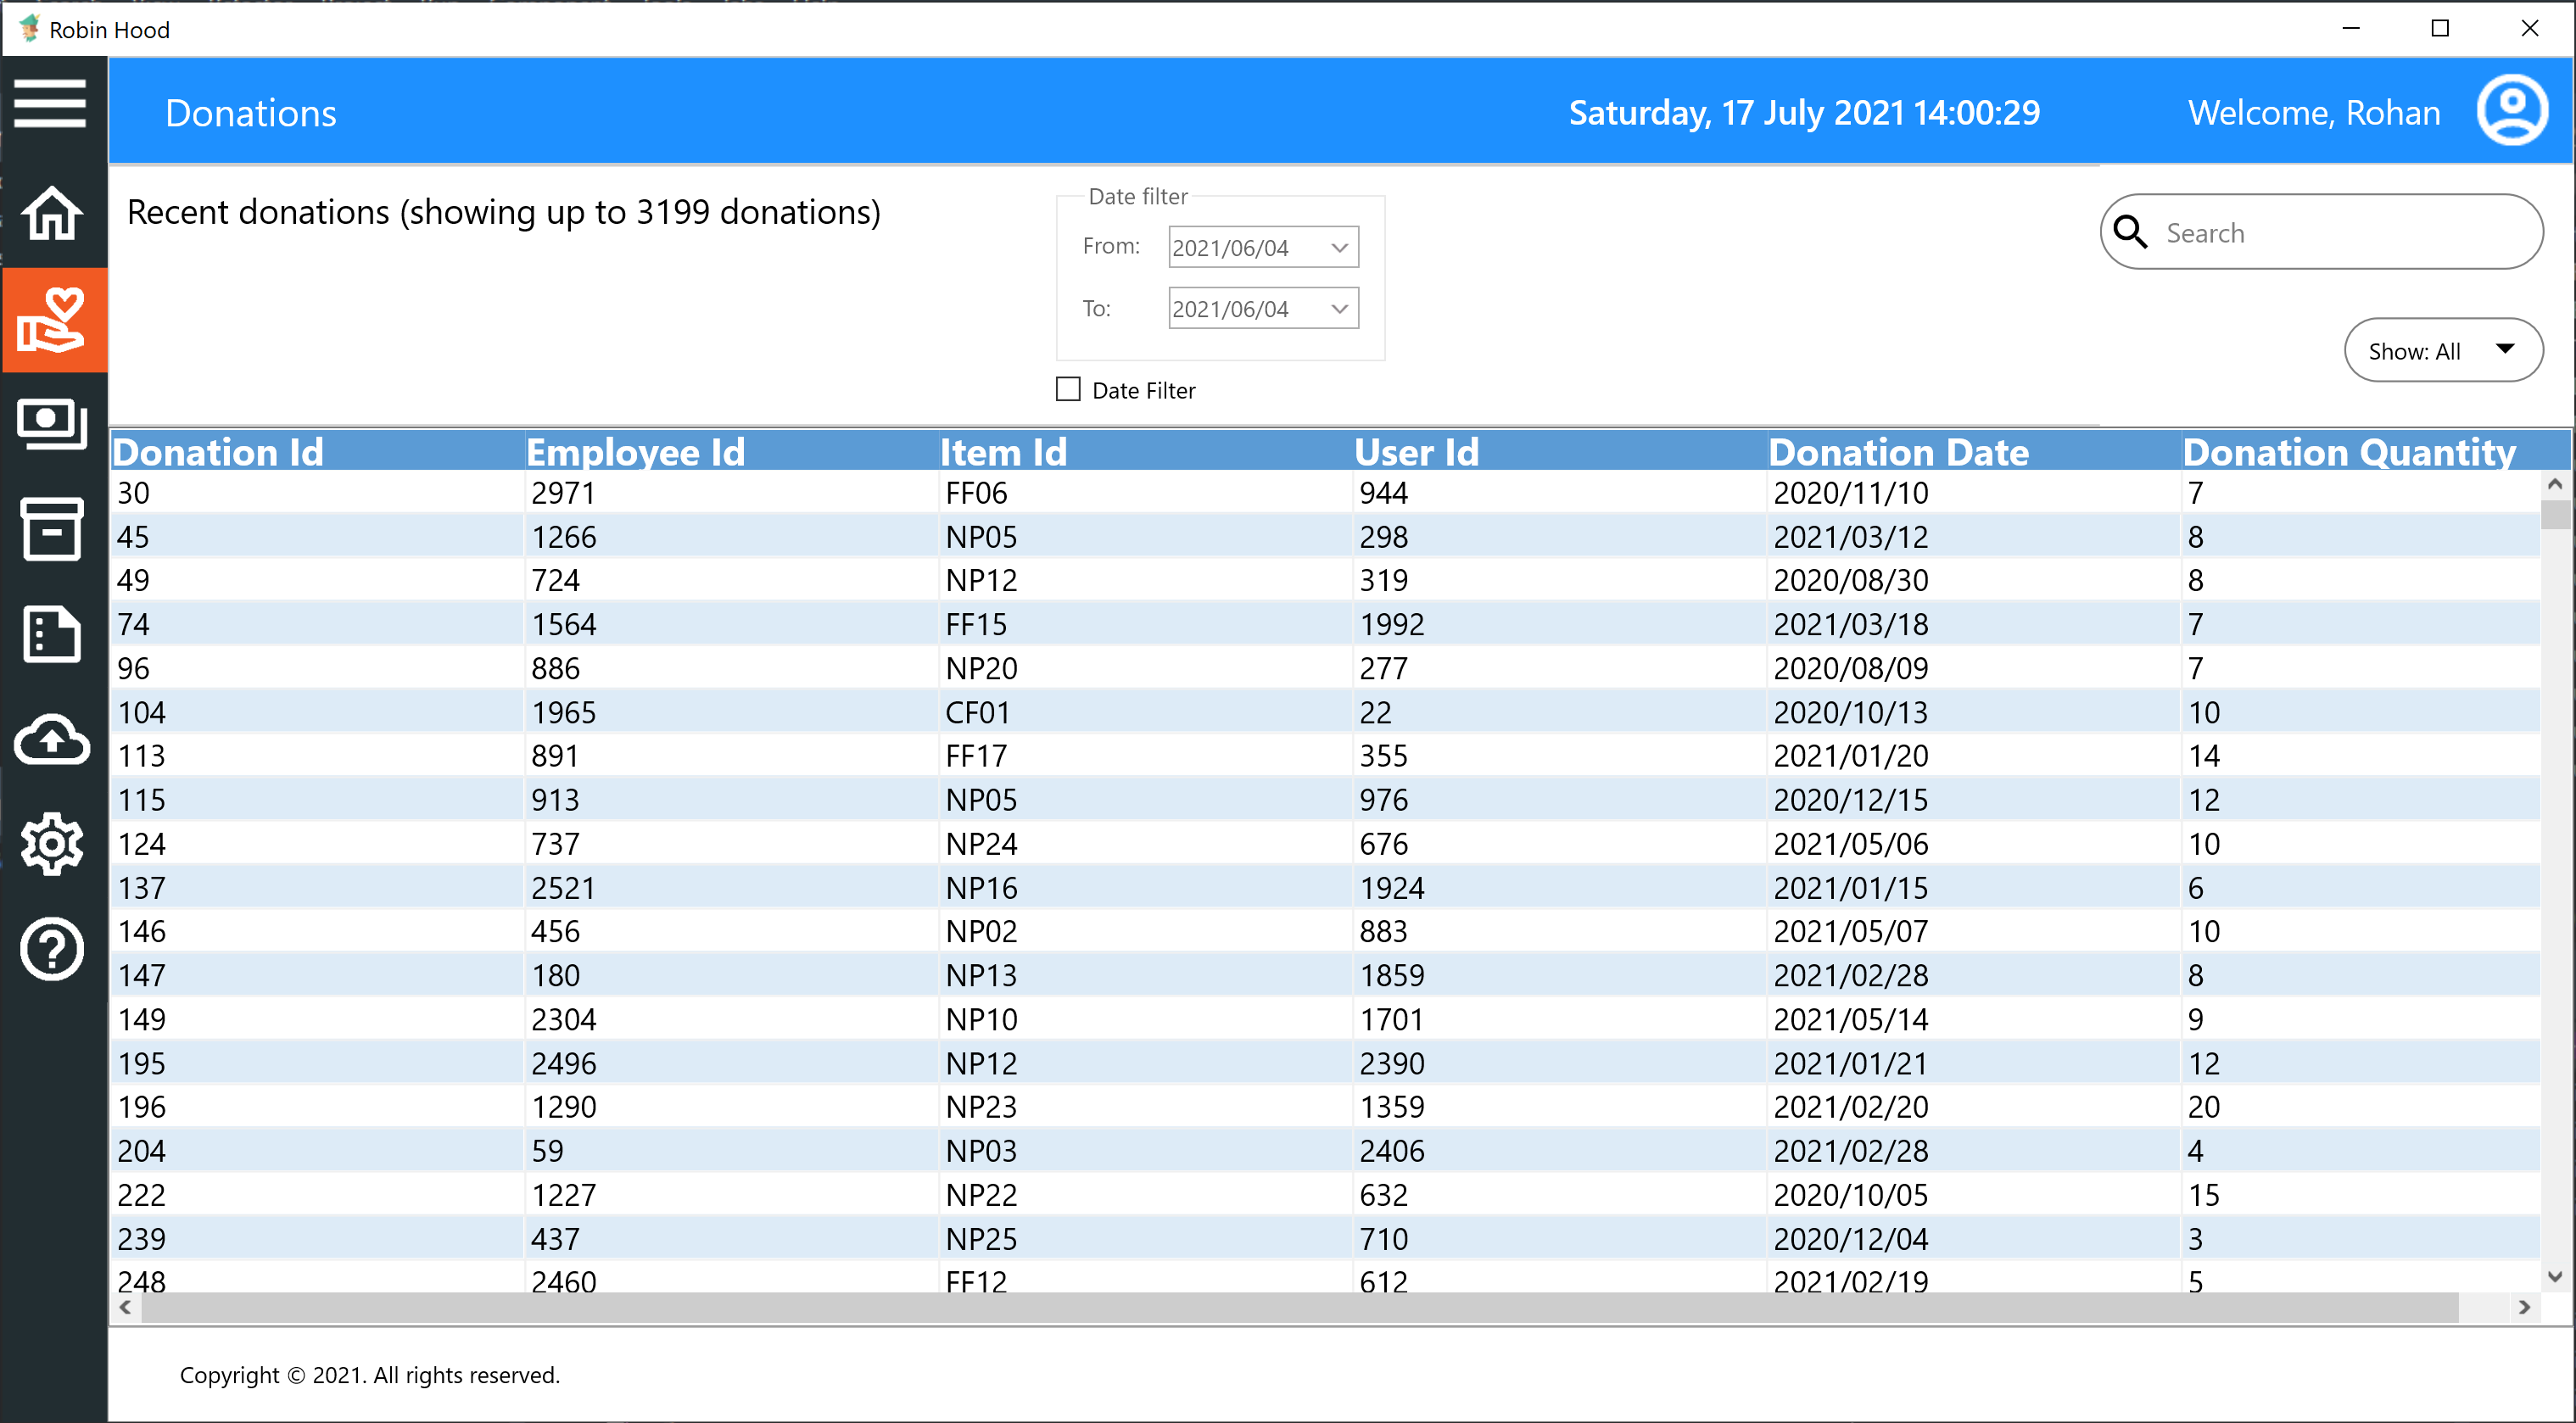 Robin Hood
Donations Saturday, 17 July 2021 14:00:29 Welcome, Rohan
Recent donations (showing up to 3199 donations)
Date filter
From: 2021/06/04
To: 2021/06/04
Date Filter
Search
Show: All
Donation Id Employee Id Item Id User Id Donation Date Donation Quantity
30 2971 FF06 944 2020/11/10 7
45 1266 NP05 298 2021/03/12 8
49 724 NP12 319 2020/08/30 8
74 1564 FF15 1992 2021/03/18 7
96 886 NP20 277 2020/08/09 7
104 1965 CF01 22 2020/10/13 10
113 891 FF17 355 2021/01/20 14
115 913 NP05 976 2020/12/15 12
124 737 NP24 676 2021/05/06 10
137 2521 NP16 1924 2021/01/15 6
146 456 NP02 883 2021/05/07 10
147 180 NP13 1859 2021/02/28 8
149 2304 NP10 1701 2021/05/14 9
195 2496 NP12 2390 2021/01/21 12
196 1290 NP23 1359 2021/02/20 20
204 59 NP03 2406 2021/02/28 4
222 1227 NP22 632 2020/10/05 15
239 437 NP25 710 2020/12/04 3
248 2460 FF12 612 2021/02/19 5
Copyright © 2021. All rights reserved.